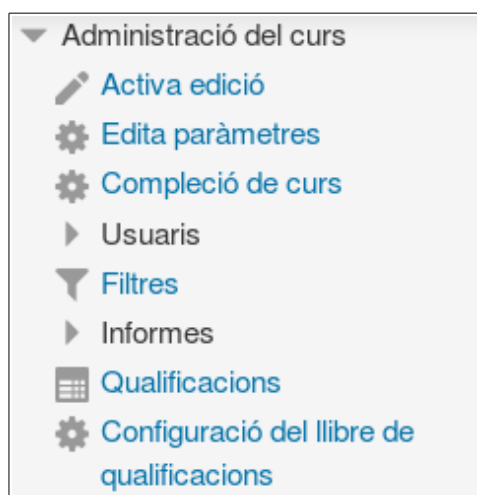 Administració del curs
Activa edició
Edita paràmetres
Compleció de curs
Usuaris
Filtres
Informes
Qualificacions
Configuració del llibre de
qualificacions